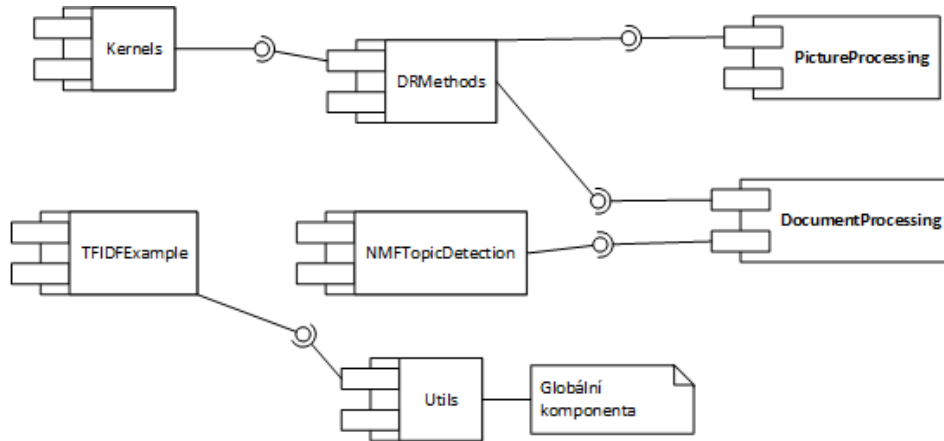 Kernels
DRMethods
PictureProcessing
TFIDFExample
NMFTopicDetection
DocumentProcessing
Utils
Globální
komponenta